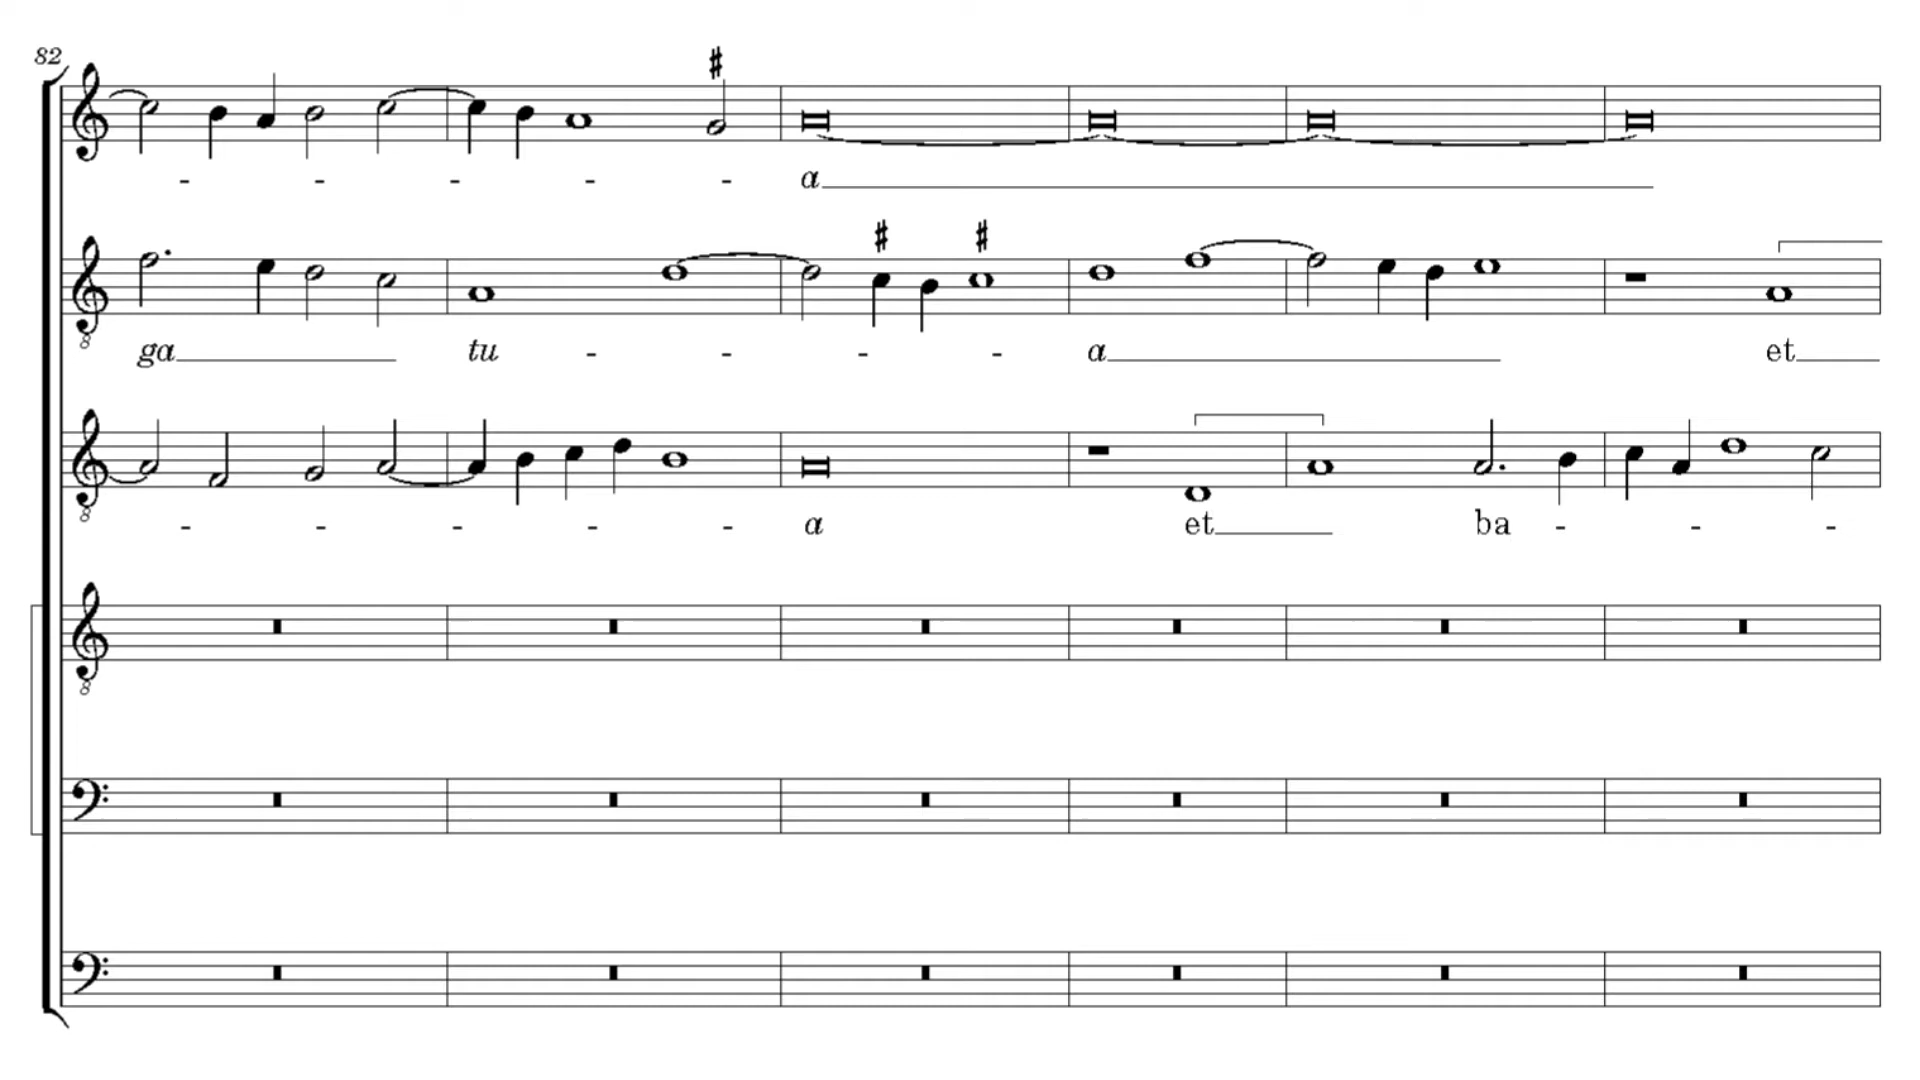 82
- - - - - a
ga tu - - - - a et
- - - - - a et ba - - -